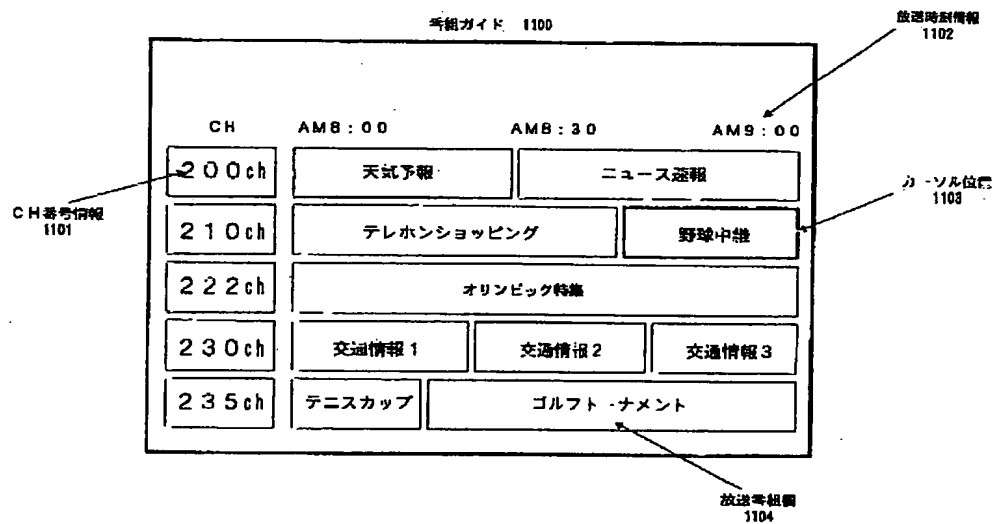 番組ガイド 1100
放送時刻情報
1102
CH AM8:00 AM8:30 AM9:00
200ch 天気予報 ニュース速報
カーソル位置
1103
CH番号情報
1101
210ch テレホンショッピング 野球中継
222ch オリンピック特集
230ch 交通情報1 交通情報2 交通情報3
235ch テニスカップ ゴルフトーナメント
放送番組欄
1104